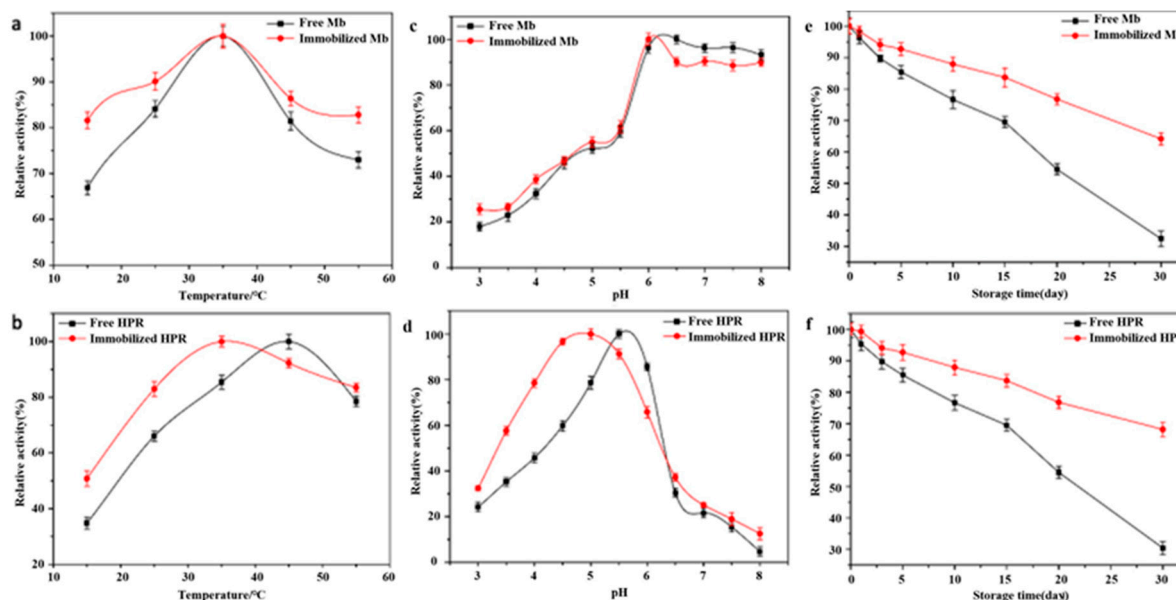 a
Free Mb
Immobilized Mb
Relative activity(%)
100
90
80
70
60
50
10
20
30
40
50
60
Temperature/°C
c
Free Mb
Immobilized Mb
Relative activity(%)
100
80
60
40
20
0
3
4
5
6
7
8
pH
e
Free Mb
Immobilized M
Relative activity(%)
100
90
80
70
60
50
40
30
0
5
10
15
20
25
30
Storage time(day)
b
Free HPR
Immobilized HPR
Relative activity(%)
100
80
60
40
20
10
20
30
40
50
60
Temperature/°C
d
Free HPR
Immobilized HPR
Relative activity(%)
100
80
60
40
20
0
3
4
5
6
7
8
pH
f
Free HPR
Immobilized HP
Relative activity(%)
100
90
80
70
60
50
40
30
0
5
10
15
20
25
30
Storage time(day)